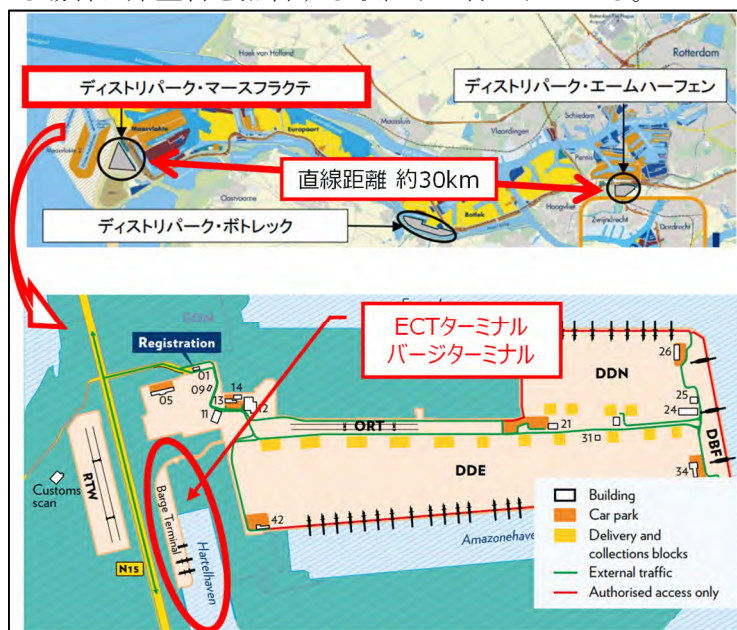 Hoek van Holland
Rotterdam
ディストリパーク・マースフラクテ
ディストリパーク・エームハーフェン
Maassluis
Vlaardingen
Schiedam
Maasvlakte
Europoort
Pernis
直線距離 約30km
Oostvoorne
ディストリパーク・ボトレック
Botlek
Hoogvliet
Zwijndrecht
Dordrecht
ECTターミナル
バージターミナル
Registration
01
09
05
14
13
12
11
26
DDN
25
24
DBF
ORT
21
31
DDE
34
RTW
Customs
scan
Barge Terminal
Hartelhaven
42
Amazonehaven
N15
Building
Car park
Delivery and
collections blocks
External traffic
Authorised access only